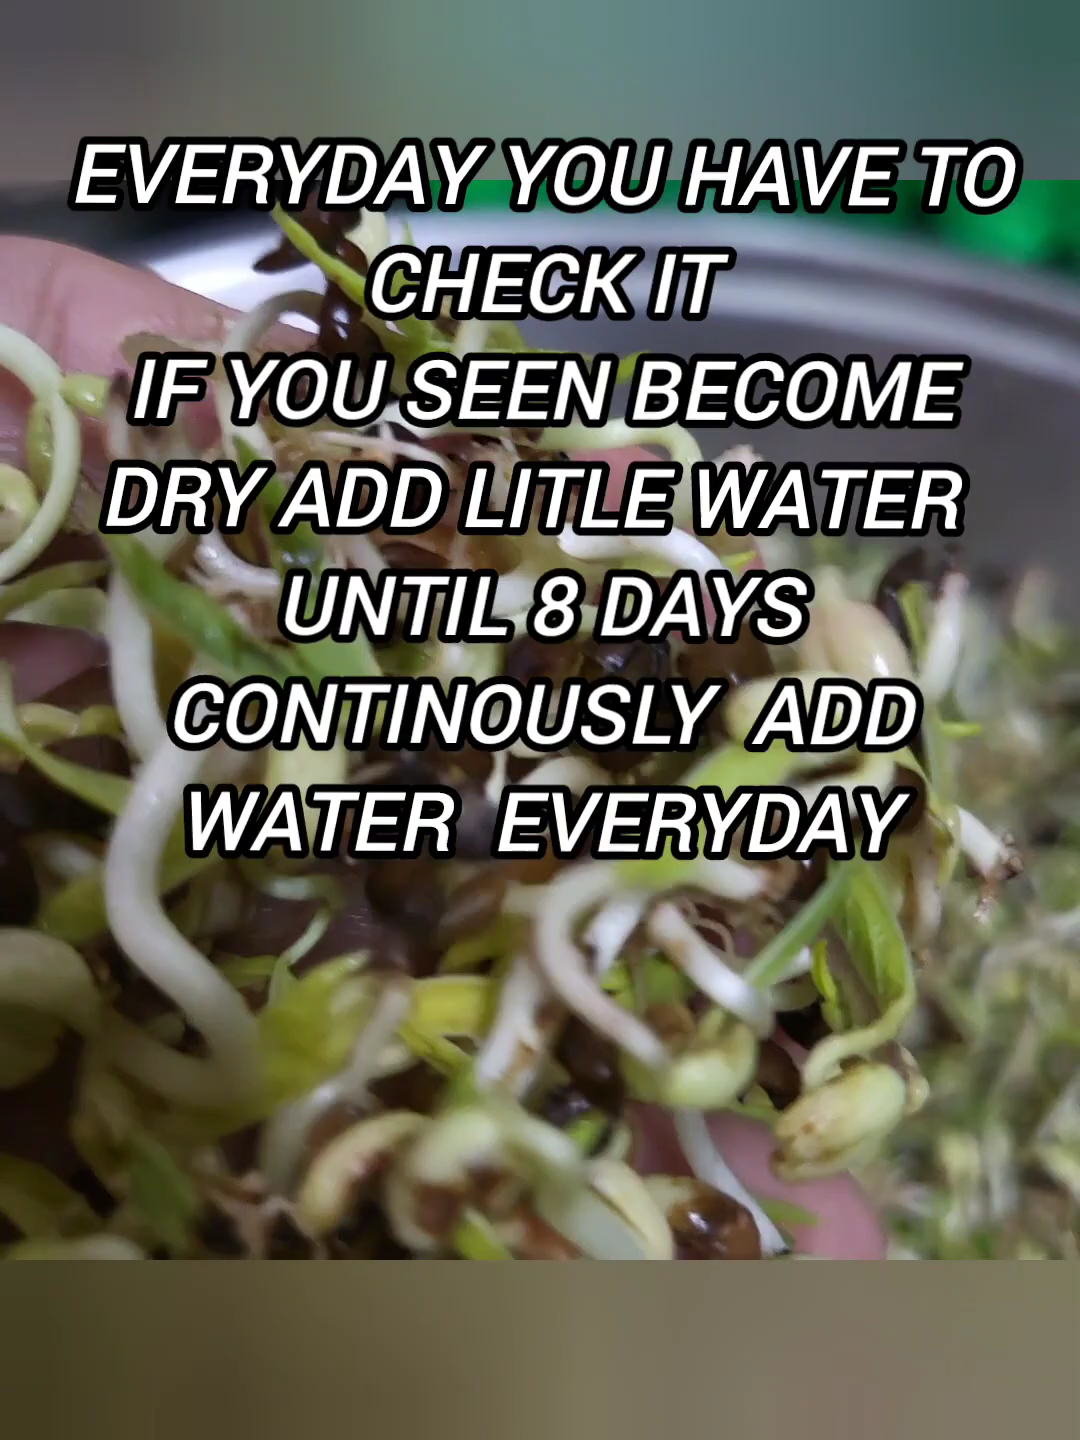 EVERYDAY YOU HAVE TO
CHECK IT
IF YOU SEEN BECOME
DRY ADD LITLE WATER
UNTIL 8 DAYS
CONTINOUSLY ADD
WATER EVERYDAY